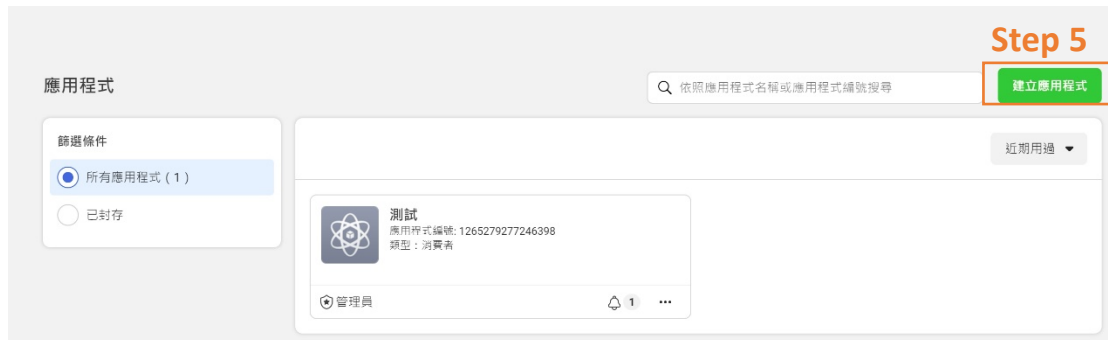 Step 5
應用程式
依照應用程式名稱或應用程式編號搜尋
建立應用程式
篩選條件
所有應用程式 ( 1 )
已封存
近期用過
測試
應用程式編號: 1265279277246398
類型：消費者
管理員
1